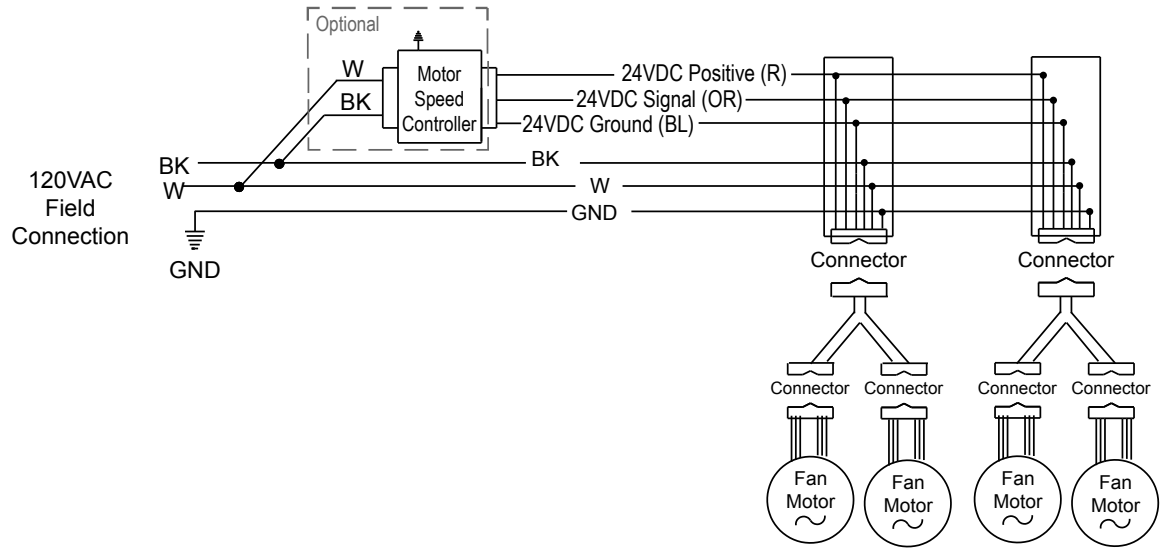 Optional
W
BK
Motor
Speed
Controller
24VDC Positive (R)
24VDC Signal (OR)
24VDC Ground (BL)
120VAC
Field
Connection
BK
W
BK
W
GND
GND
Connector
Connector
Connector
Connector
Connector
Connector
Fan
Motor
Fan
Motor
Fan
Motor
Fan
Motor